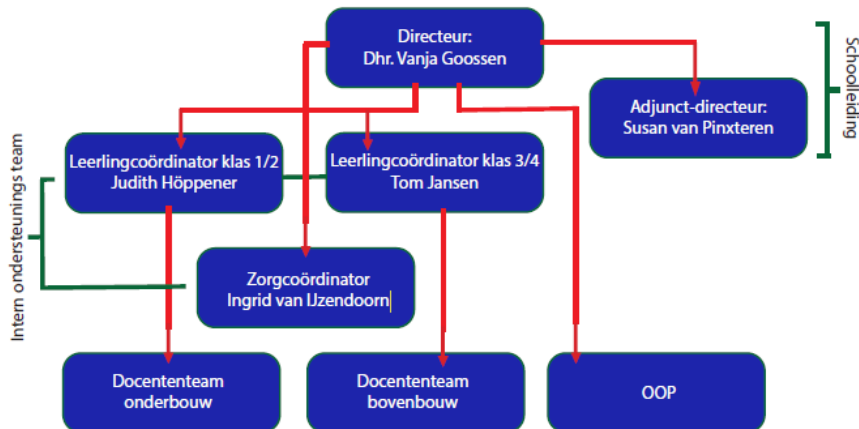 Directeur:
Dhr. Vanja Goossen
Schoolleiding
Adjunct-directeur:
Susan van Pinxteren
Leerlingcoördinator klas 1/2
Judith Höppener
Leerlingcoördinator klas 3/4
Tom Jansen
Intern ondersteunings team
Zorgcoördinator
Ingrid van IJzendoorn
Docententeam
onderbouw
Docententeam
bovenbouw
OOP